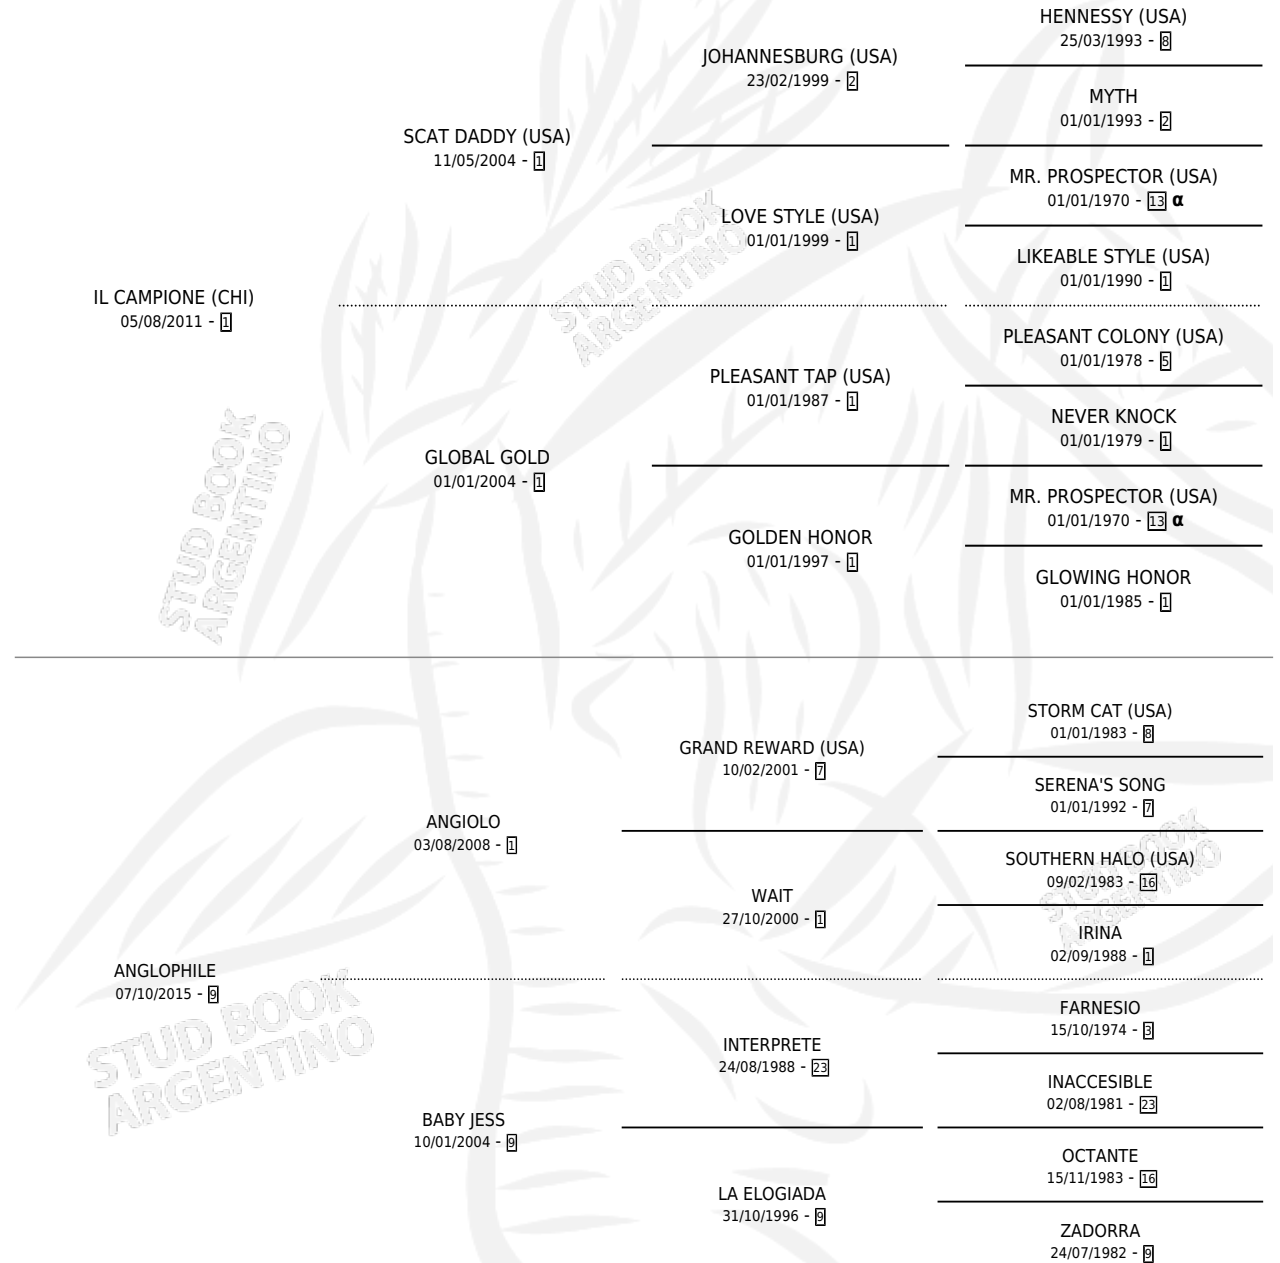 HENNESSY (USA)
25/03/1993 - 8
JOHANNESBURG (USA)
23/02/1999 - 2
MYTH
01/01/1993 - 2
SCAT DADDY (USA)
11/05/2004 - 1
MR. PROSPECTOR (USA)
01/01/1970 - 13 α
LOVE STYLE (USA)
01/01/1999 - 1
LIKEABLE STYLE (USA)
01/01/1990 - 1
IL CAMPIONE (CHI)
05/08/2011 - 1
PLEASANT COLONY (USA)
01/01/1978 - 5
PLEASANT TAP (USA)
01/01/1987 - 1
NEVER KNOCK
01/01/1979 - 1
GLOBAL GOLD
01/01/2004 - 1
MR. PROSPECTOR (USA)
01/01/1970 - 13 α
GOLDEN HONOR
01/01/1997 - 1
GLOWING HONOR
01/01/1985 - 1
STORM CAT (USA)
01/01/1983 - 8
GRAND REWARD (USA)
10/02/2001 - 7
SERENA'S SONG
01/01/1992 - 7
ANGIOLO
03/08/2008 - 1
SOUTHERN HALO (USA)
09/02/1983 - 16
WAIT
27/10/2000 - 1
IRINA
02/09/1988 - 1
ANGLOPHILE
07/10/2015 - 9
FARNESIO
15/10/1974 - 3
INTERPRETE
24/08/1988 - 23
INACCESIBLE
02/08/1981 - 23
BABY JESS
10/01/2004 - 9
OCTANTE
15/11/1983 - 16
LA ELOGIADA
31/10/1996 - 9
ZADORRA
24/07/1982 - 9
STUD BOOK
ARGENTINO
STUD BOOK
ARGENTINO
STUD BOOK
ARGENTINO
STUD BOOK
ARGENTINO